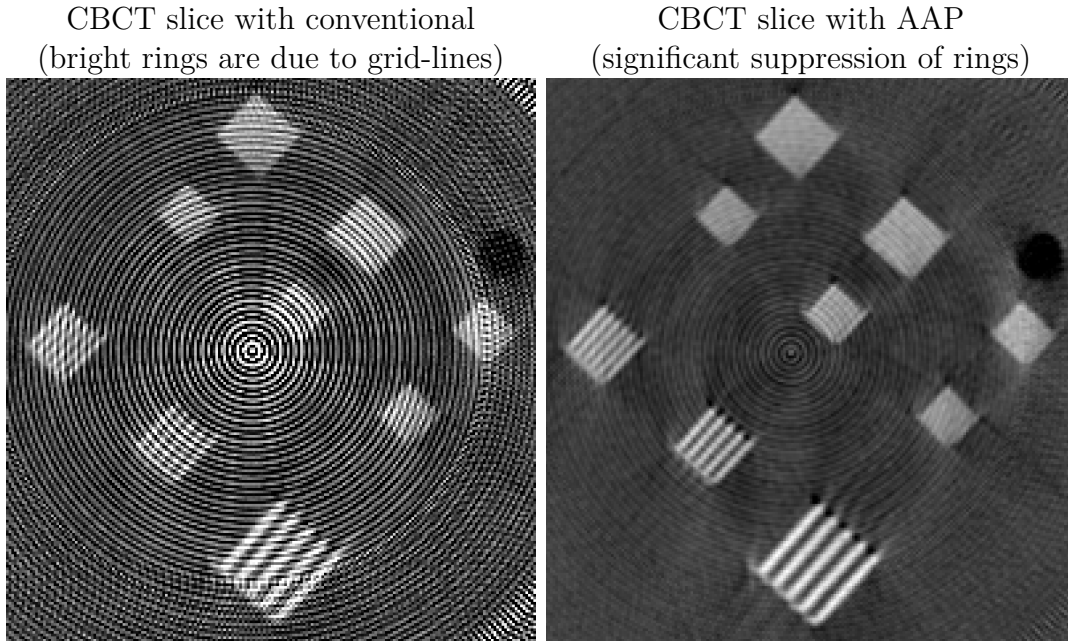 CBCT slice with conventional
(bright rings are due to grid-lines)
CBCT slice with AAP
(significant suppression of rings)